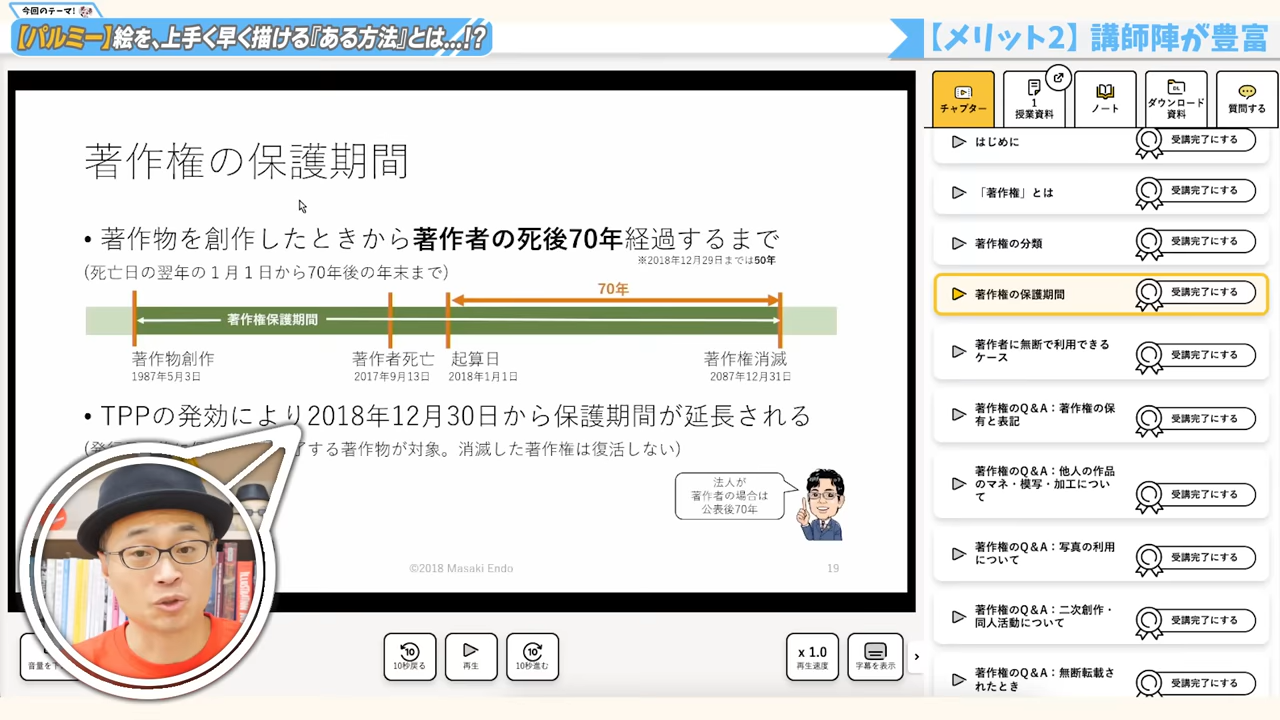 今回のテーマ!
【パルミー】絵を、上手く早く描ける『ある方法』とは...!?
【メリット2】講師陣が豊富
著作権の保護期間
• 著作物を創作したときから著作者の死後70年経過するまで
※2018年12月29日までは50年
(死亡日の翌年の1月1日から70年後の年末まで)
70年
著作権保護期間
著作物創作
1987年5月3日
著作者死亡
2017年9月13日
起算日
2018年1月1日
著作権消滅
2087年12月31日
• TPPの発効により2018年12月30日から保護期間が延長される
する著作物が対象。消滅した著作権は復活しない)
法人が
著作者の場合は
公表後70年
©2018 Masaki Endo
19
10
10秒戻る
再生
10
10秒進む
x 1.0
再生速度
字幕を表示
チャプター
1
授業資料
ノート
DL
ダウンロード
資料
質問する
はじめに
受講完了にする
「著作権」とは
受講完了にする
著作権の分類
受講完了にする
著作権の保護期間
受講完了にする
著作者に無断で利用できる
ケース
受講完了にする
著作権のQ&A:著作権の保
有と表記
受講完了にする
著作権のQ&A:他人の作品
のマネ・模写・加工につい
て
受講完了にする
著作権のQ&A:写真の利用
について
受講完了にする
著作権のQ&A:二次創作・
同人活動について
受講完了にする
著作権のQ&A:無断転載さ
れたとき
受講完了にする